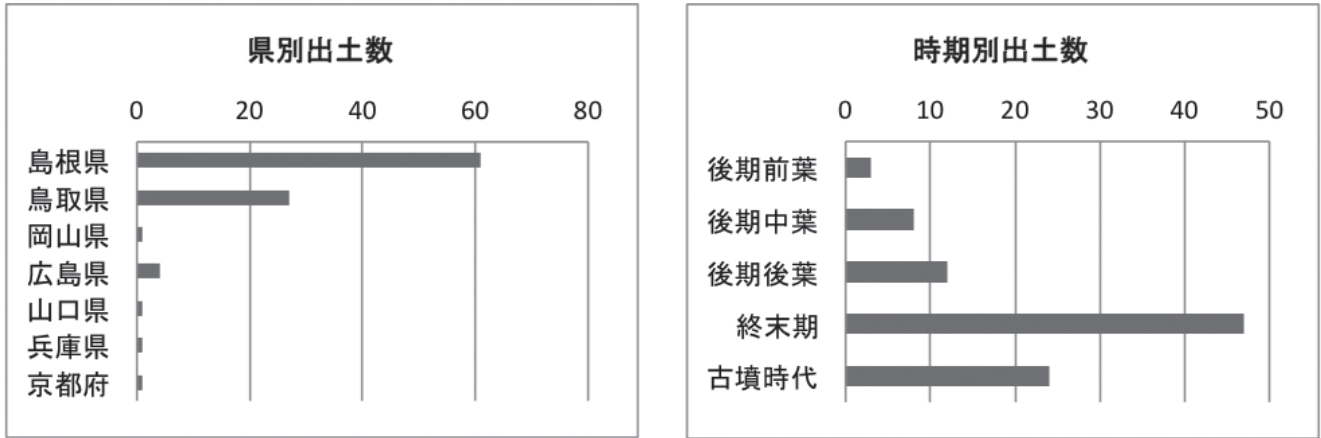 県別出土数
0 20 40 60 80
島根県
鳥取県
岡山県
広島県
山口県
兵庫県
京都府
時期別出土数
0 10 20 30 40 50
後期前葉
後期中葉
後期後葉
終末期
古墳時代